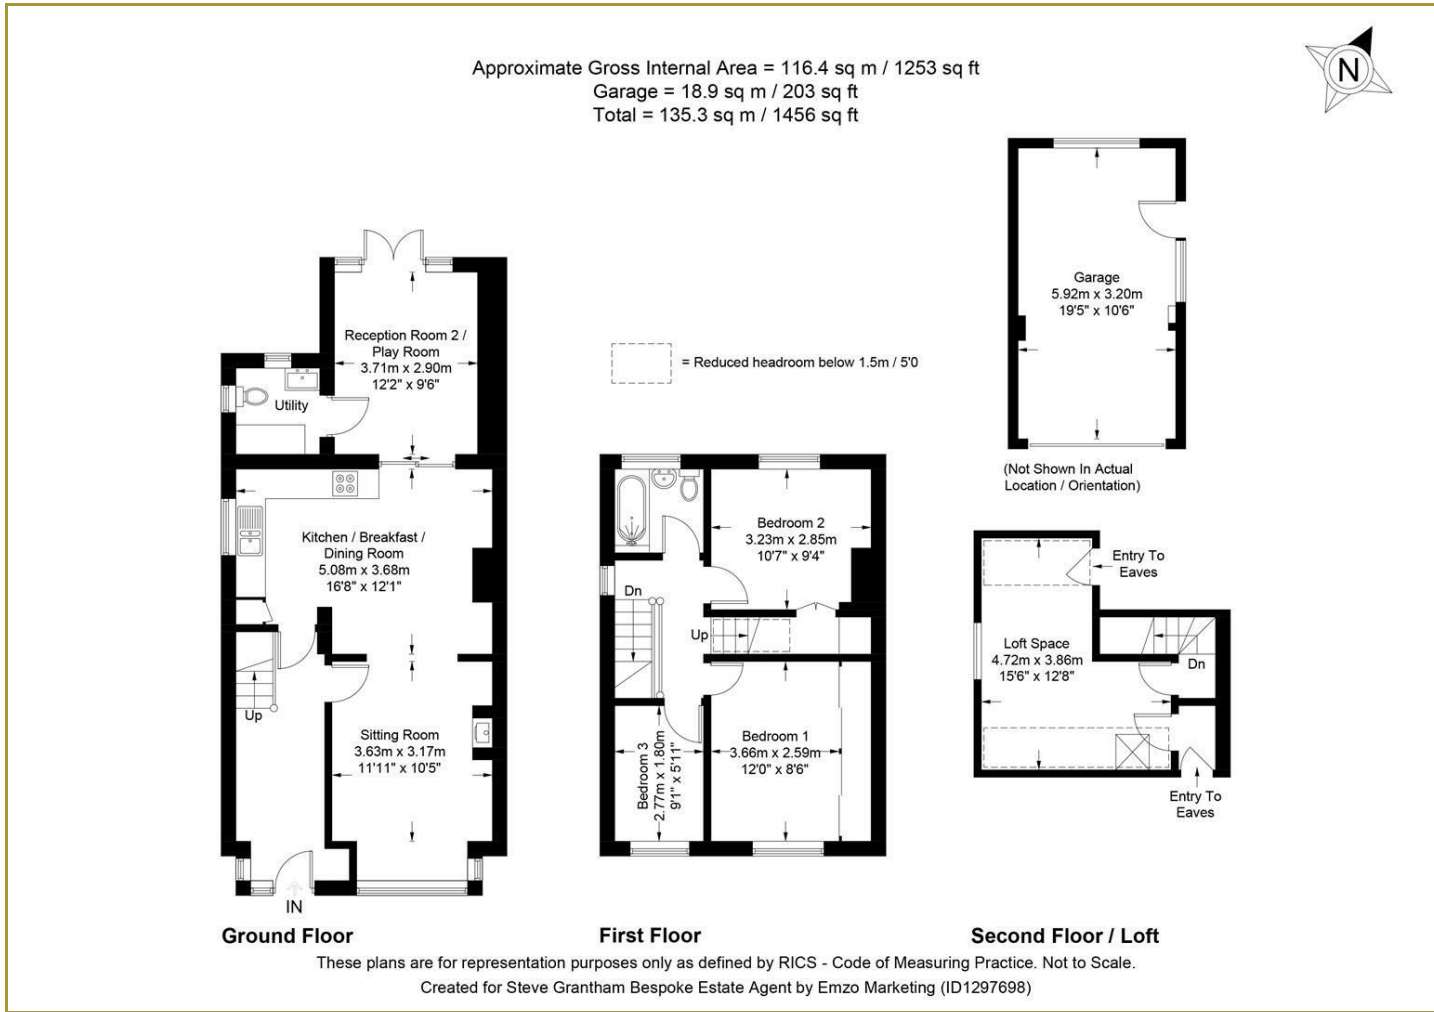 Approximate Gross Internal Area = 116.4 sq m / 1253 sq ft
Garage = 18.9 sq m / 203 sq ft
Total = 135.3 sq m / 1456 sq ft
N
Reception Room 2 /
Play Room
3.71m x 2.90m
12'2" x 9'6"
Utility
Kitchen / Breakfast /
Dining Room
5.08m x 3.68m
16'8" x 12'1"
Up
Sitting Room
3.63m x 3.17m
11'11" x 10'5"
IN
Ground Floor
= Reduced headroom below 1.5m / 5'0
Bedroom 2
3.23m x 2.85m
10'7" x 9'4"
Dn
Up
Bedroom 1
3.66m x 2.59m
12'0" x 8'6"
Bedroom 3
2.77m x 1.80m
9'1" x 5'11"
First Floor
Garage
5.92m x 3.20m
19'5" x 10'6"
(Not Shown In Actual
Location / Orientation)
Entry To
Eaves
Loft Space
4.72m x 3.86m
15'6" x 12'8"
Dn
Entry To
Eaves
Second Floor / Loft
These plans are for representation purposes only as defined by RICS - Code of Measuring Practice. Not to Scale.
Created for Steve Grantham Bespoke Estate Agent by Emzo Marketing (ID1297698)